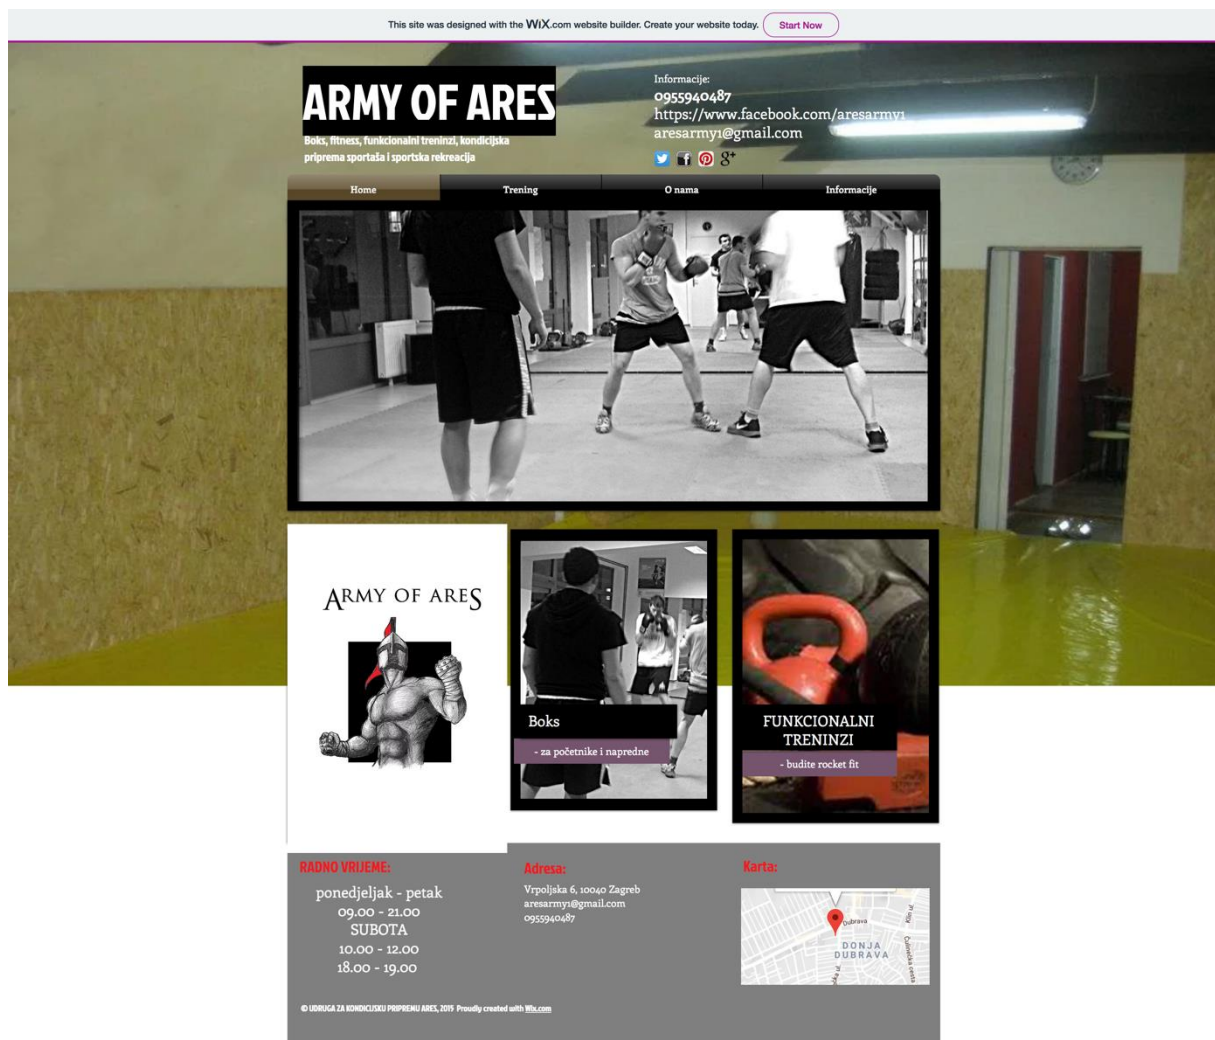 This site was designed with the WiX.com website builder. Create your website today. Start Now
ARMY OF ARES
Boks, fitness, funkcionalni treninzi, kondicijska
priprema sportaša i sportska rekreacija
Informacije:
0955940487
https://www.facebook.com/aresarmy1
aresarmy1@gmail.com
Home Trening O nama Informacije
ARMY OF ARES
Boks
- za početnike i napredne
FUNKCIONALNI
TRENINZI
- budite rocket fit
RADNO VRIJEME:
ponedjeljak - petak
09.00 - 21.00
SUBOTA
10.00 - 12.00
18.00 - 19.00
Adresa:
Vrpoljska 6, 10040 Zagreb
aresarmy1@gmail.com
0955940487
Karta:
Dubrava
Klin ul.
DONJA
DUBRAVA
Čulinečka cesta
© UDRUGA ZA KONDICIJSKU PRIPREMU ARES, 2015 Proudly created with Wix.com